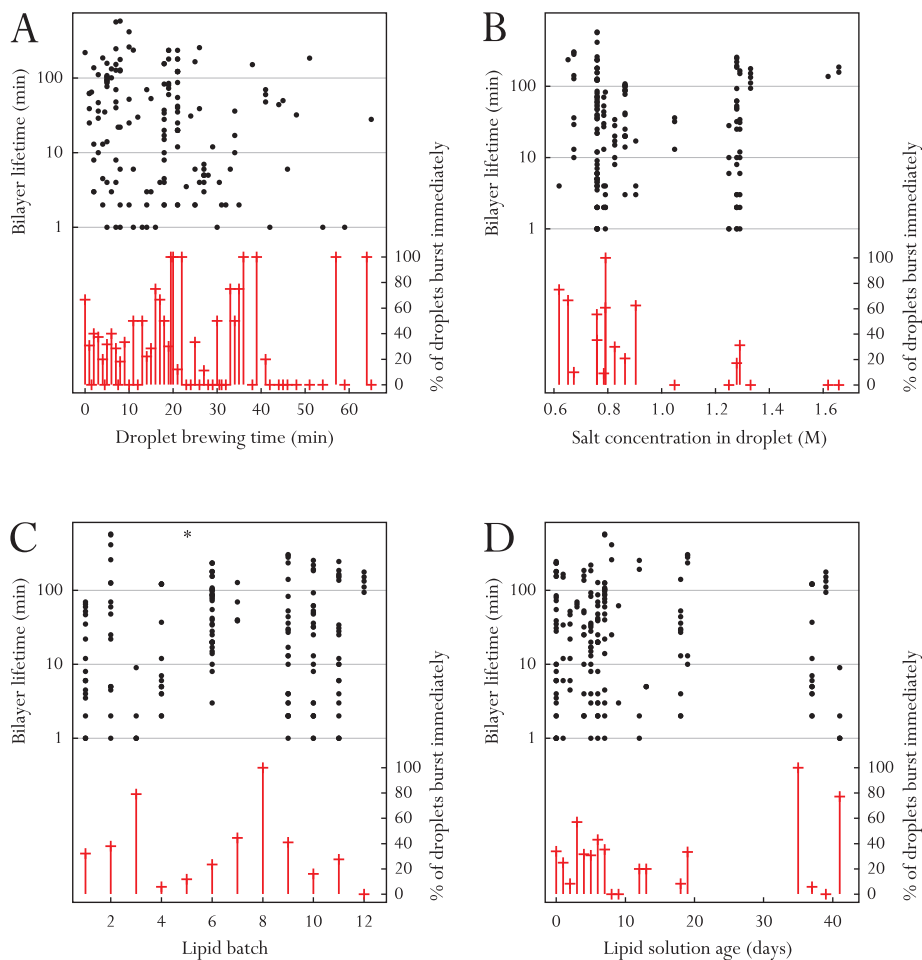 A
Bilayer lifetime (min)
100
10
1
% of droplets burst immediately
100
80
60
40
20
0
0 10 20 30 40 50 60
Droplet brewing time (min)
B
Bilayer lifetime (min)
100
10
1
% of droplets burst immediately
100
80
60
40
20
0
0.6 0.8 1.0 1.2 1.4 1.6
Salt concentration in droplet (M)
C
*
Bilayer lifetime (min)
100
10
1
% of droplets burst immediately
100
80
60
40
20
0
2 4 6 8 10 12
Lipid batch
D
Bilayer lifetime (min)
100
10
1
% of droplets burst immediately
100
80
60
40
20
0
0 10 20 30 40
Lipid solution age (days)